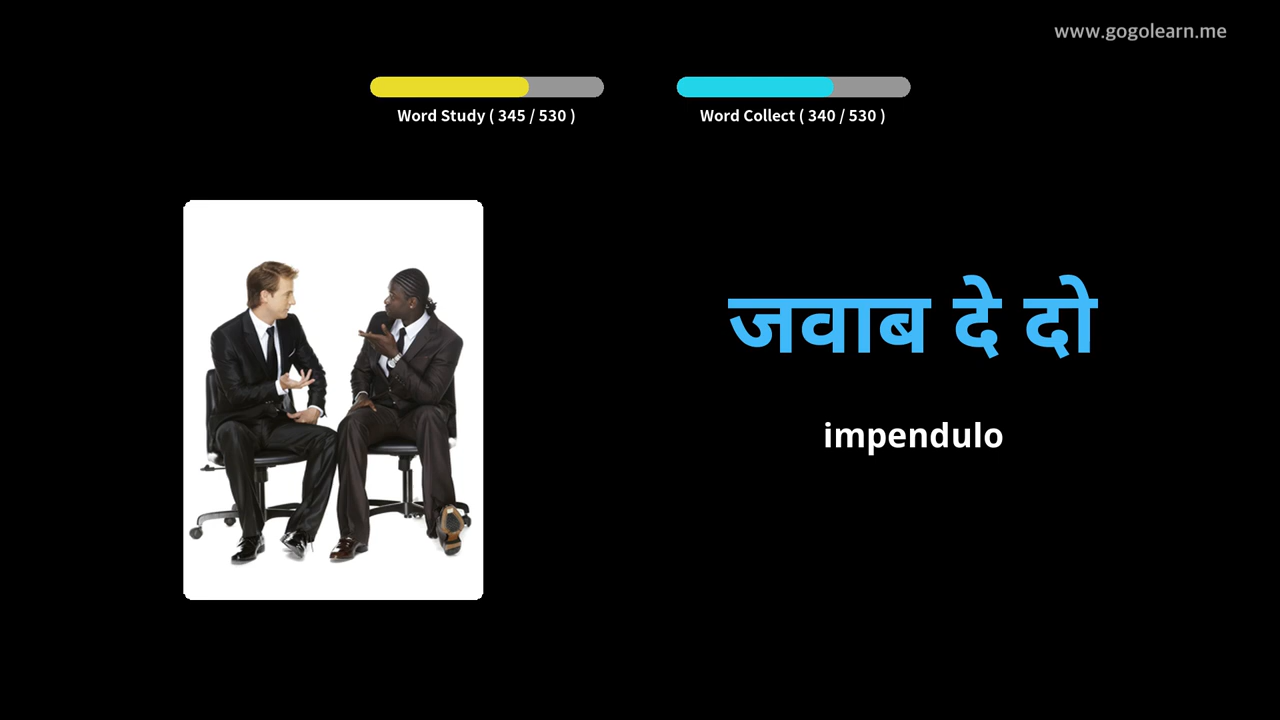 www.gogolearn.me
Word Study ( 345 / 530 )
Word Collect ( 340 / 530 )
जवाब दे दो
impendulo